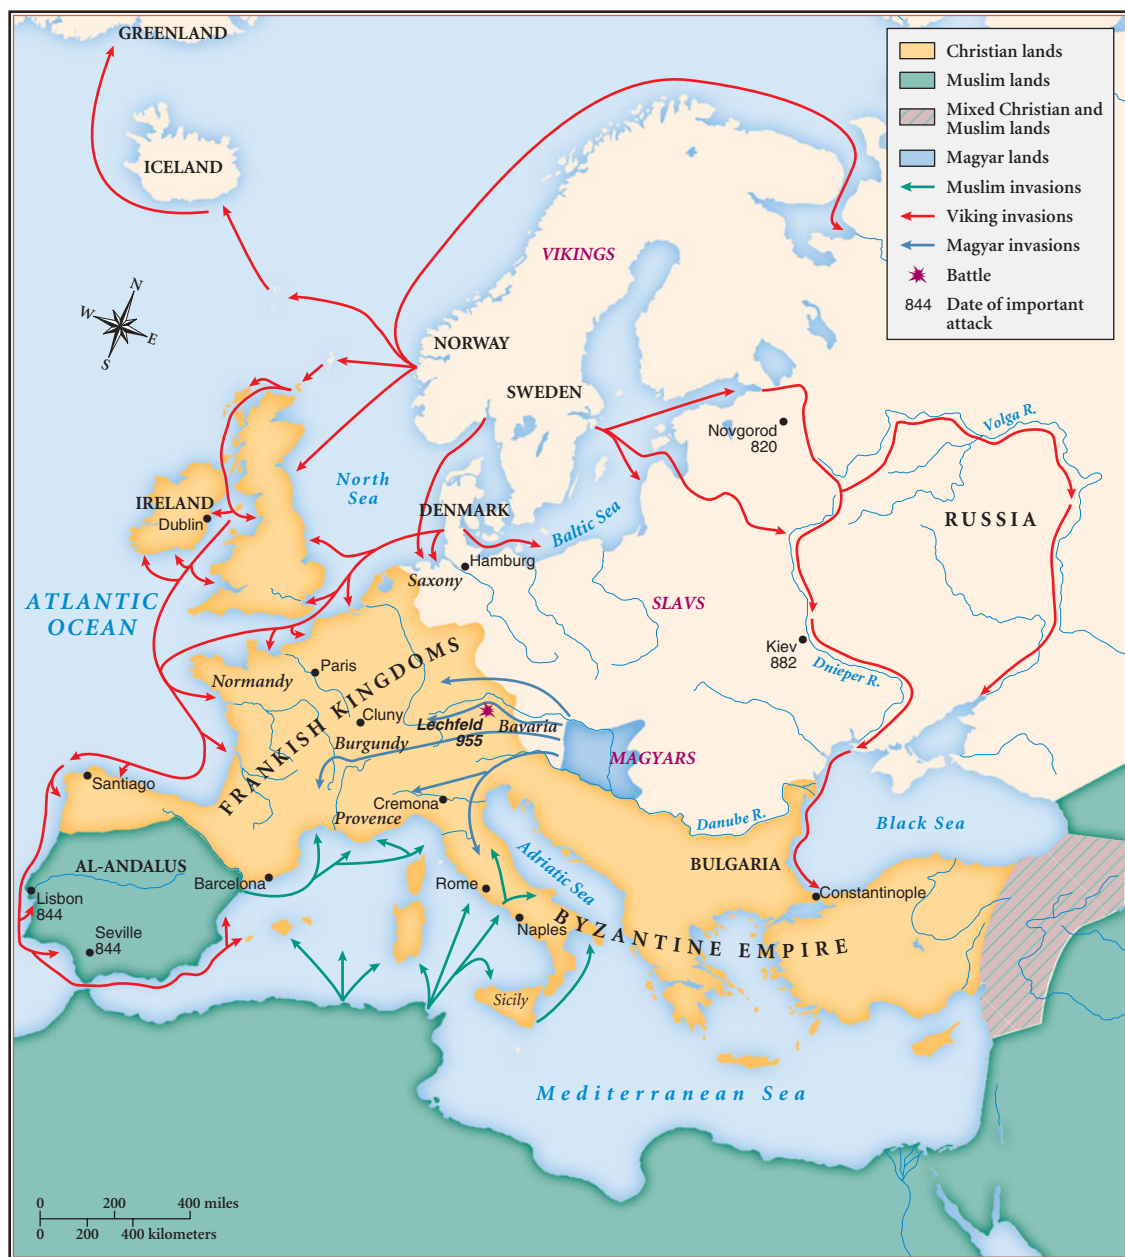 GREENLAND
Christian lands
Muslim lands
Mixed Christian and
Muslim lands
Magyar lands
Muslim invasions
Viking invasions
Magyar invasions
Battle
844 Date of important
attack
ICELAND
VIKINGS
N
W
E
S
NORWAY
SWEDEN
Novgorod
820
Volga R.
North
Sea
IRELAND
Dublin
DENMARK
Baltic Sea
RUSSIA
Hamburg
Saxony
ATLANTIC
OCEAN
SLAVS
Kiev
882
Dnieper R.
Paris
Normandy
FRANKISH KINGDOMS
Cluny
Lechfeld
955
Bavaria
Burgundy
MAGYARS
Santiago
Cremona
Provence
Danube R.
Black Sea
AL-ANDALUS
Barcelona
Adriatic Sea
BULGARIA
Rome
Constantinople
Lisbon
844
Naples
BYZANTINE EMPIRE
Seville
844
Sicily
Mediterranean Sea
0 200 400 miles
0 200 400 kilometers